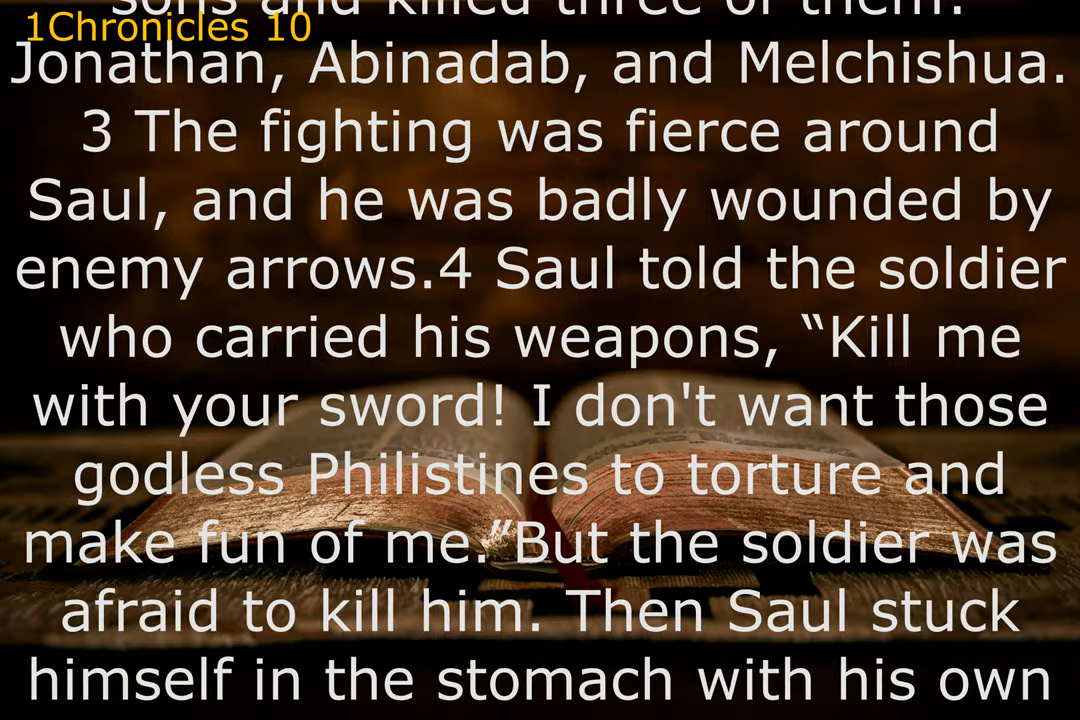 sons and killed three of them:
1Chronicles 10
Jonathan, Abinadab, and Melchishua.
3 The fighting was fierce around
Saul, and he was badly wounded by
enemy arrows.4 Saul told the soldier
who carried his weapons, “Kill me
with your sword! I don't want those
godless Philistines to torture and
make fun of me.”But the soldier was
afraid to kill him. Then Saul stuck
himself in the stomach with his own